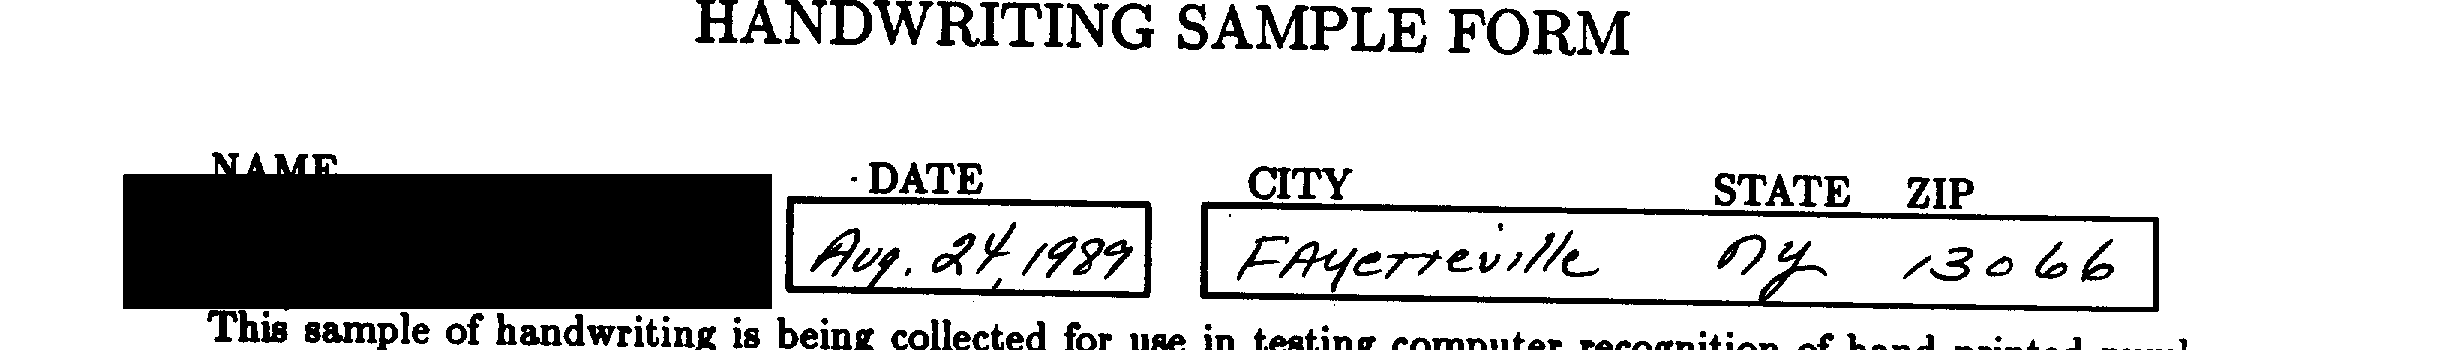 HANDWRITING SAMPLE FORM
NAME DATE CITY STATE ZIP
Aug. 24, 1989 FAyetteville NY 13066
This sample of handwriting is being collected for use in testing computer recognition of hand printed